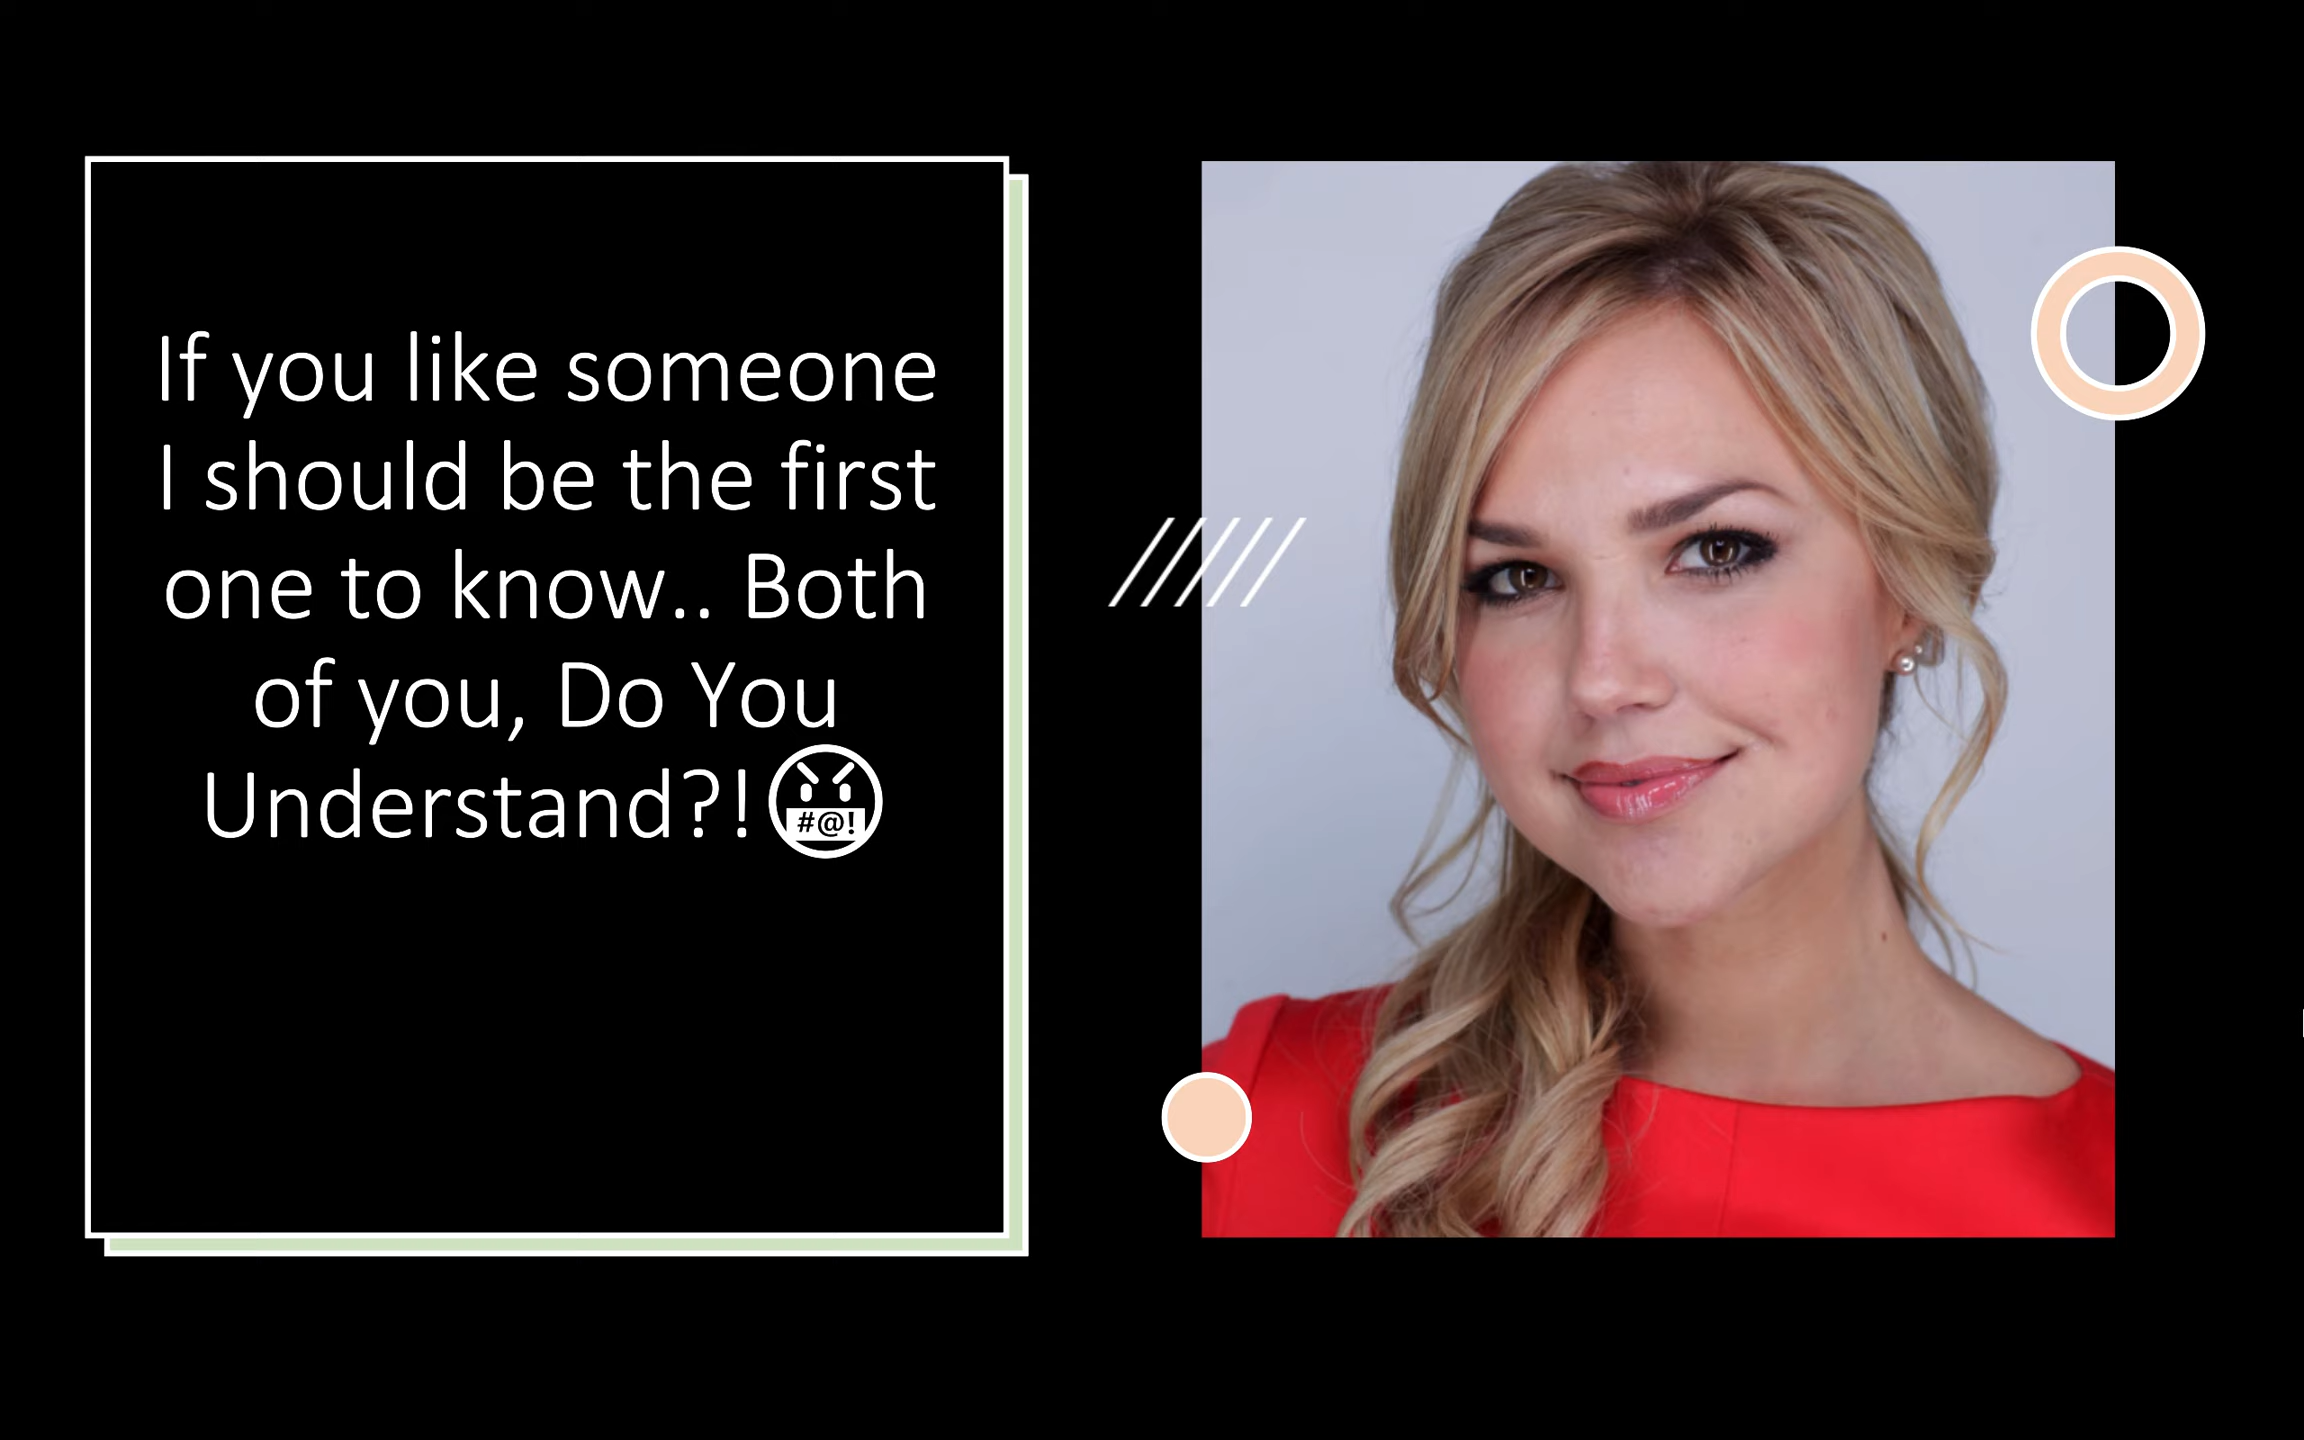 If you like someone
I should be the first
one to know.. Both
of you, Do You
Understand?!🤬
#@!